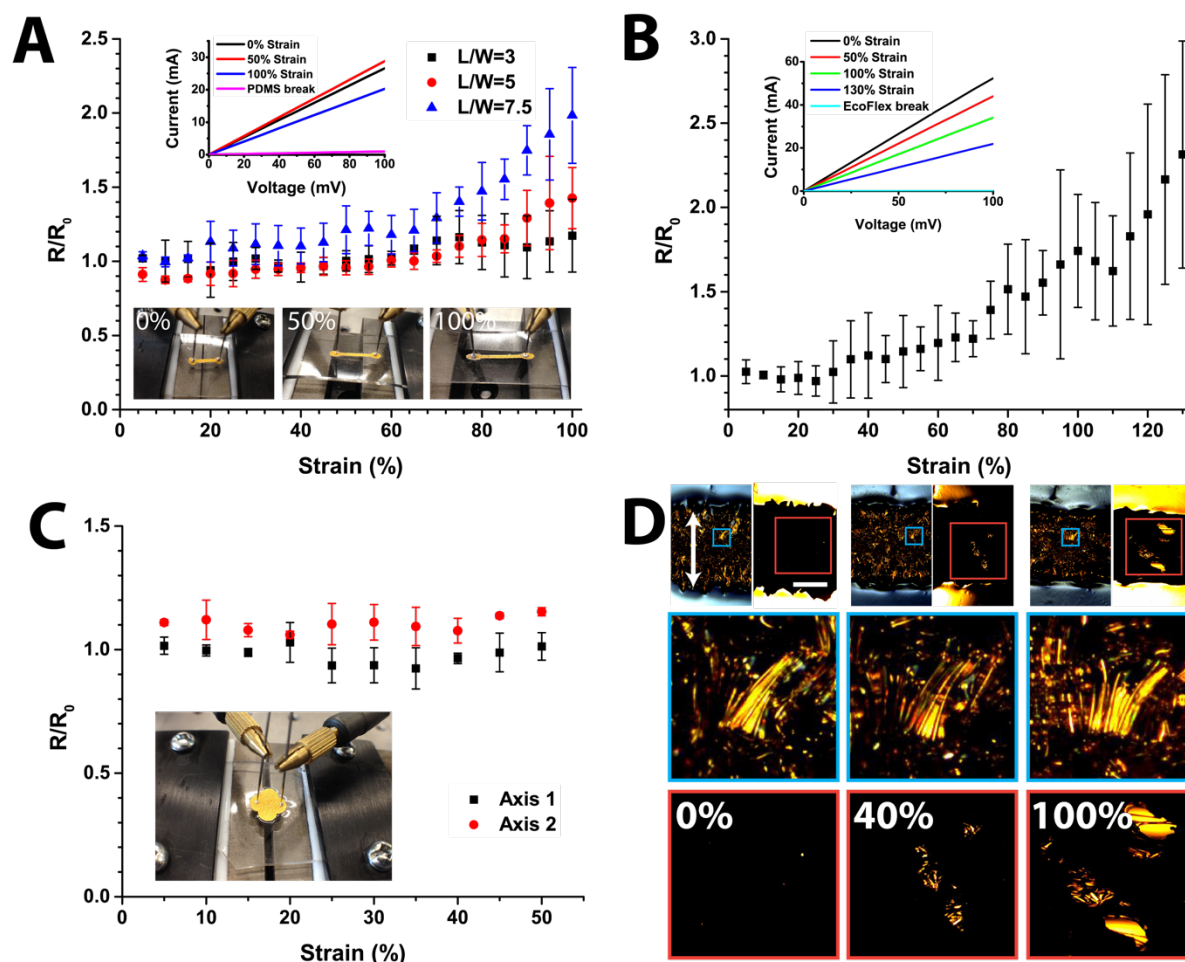 A
2.5
2.0
1.5
1.0
0.5
0.0
R/R0
0
20
40
60
80
100
Strain (%)
L/W=3
L/W=5
L/W=7.5
0% Strain
50% Strain
100% Strain
PDMS break
Current (mA)
30
20
10
0
0
20
40
60
80
100
Voltage (mV)
0%
50%
100%
B
3.0
2.5
2.0
1.5
1.0
R/R0
0
20
40
60
80
100
120
Strain (%)
0% Strain
50% Strain
100% Strain
130% Strain
EcoFlex break
Current (mA)
60
40
20
0
0
50
100
Voltage (mV)
C
1.5
1.0
0.5
0.0
R/R0
0
10
20
30
40
50
Strain (%)
Axis 1
Axis 2
D
0%
40%
100%